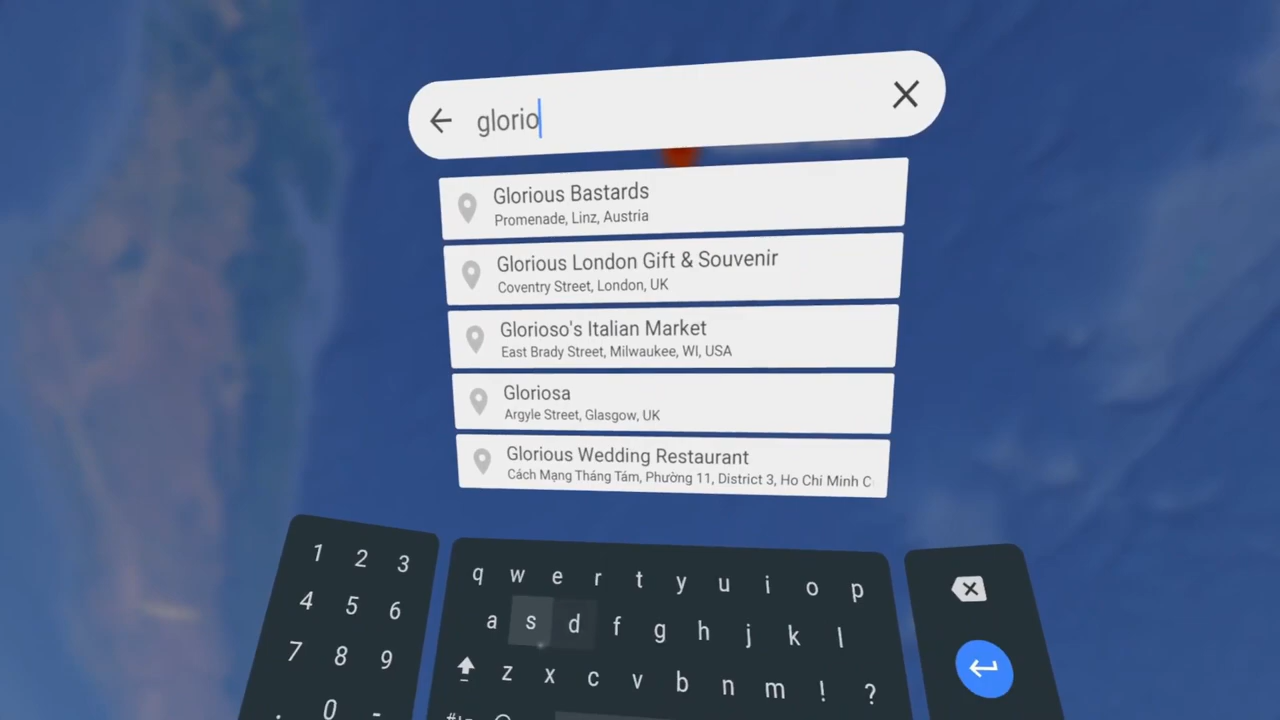 glorio
Glorious Bastards
Promenade, Linz, Austria
Glorious London Gift & Souvenir
Coventry Street, London, UK
Glorioso's Italian Market
East Brady Street, Milwaukee, WI, USA
Gloriosa
Argyle Street, Glasgow, UK
Glorious Wedding Restaurant
Cách Mạng Tháng Tám, Phường 11, District 3, Ho Chi Minh C
1 2 3
q w e r t y u i o p
4 5 6
a s d f g h j k l
7 8 9
z x c v b n m ! ?
. 0 -